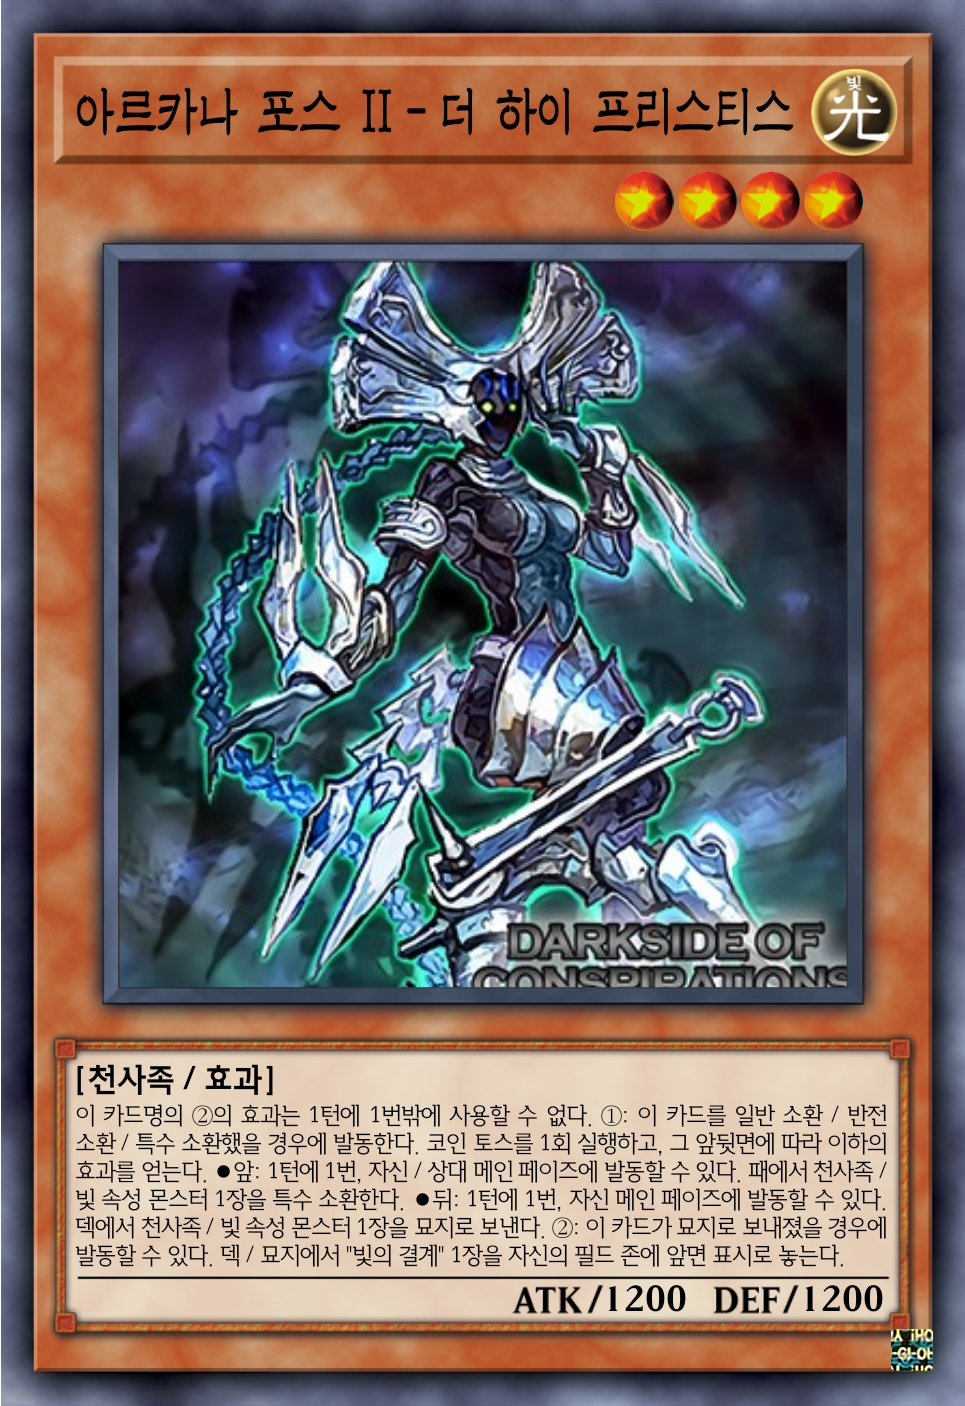 아르카나 포스 II - 더 하이 프리스티스
빛
光
DARKSIDE OF
CONSPIRATIONS
[천사족 / 효과]
이 카드명의 ②의 효과는 1턴에 1번밖에 사용할 수 없다. ①: 이 카드를 일반 소환 / 반전
소환 / 특수 소환했을 경우에 발동한다. 코인 토스를 1회 실행하고, 그 앞뒷면에 따라 이하의
효과를 얻는다. ●앞: 1턴에 1번, 자신 / 상대 메인 페이즈에 발동할 수 있다. 패에서 천사족 /
빛 속성 몬스터 1장을 특수 소환한다. ●뒤: 1턴에 1번, 자신 메인 페이즈에 발동할 수 있다.
덱에서 천사족 / 빛 속성 몬스터 1장을 묘지로 보낸다. ②: 이 카드가 묘지로 보내졌을 경우에
발동할 수 있다. 덱 / 묘지에서 "빛의 결계" 1장을 자신의 필드 존에 앞면 표시로 놓는다.
ATK/1200 DEF/1200